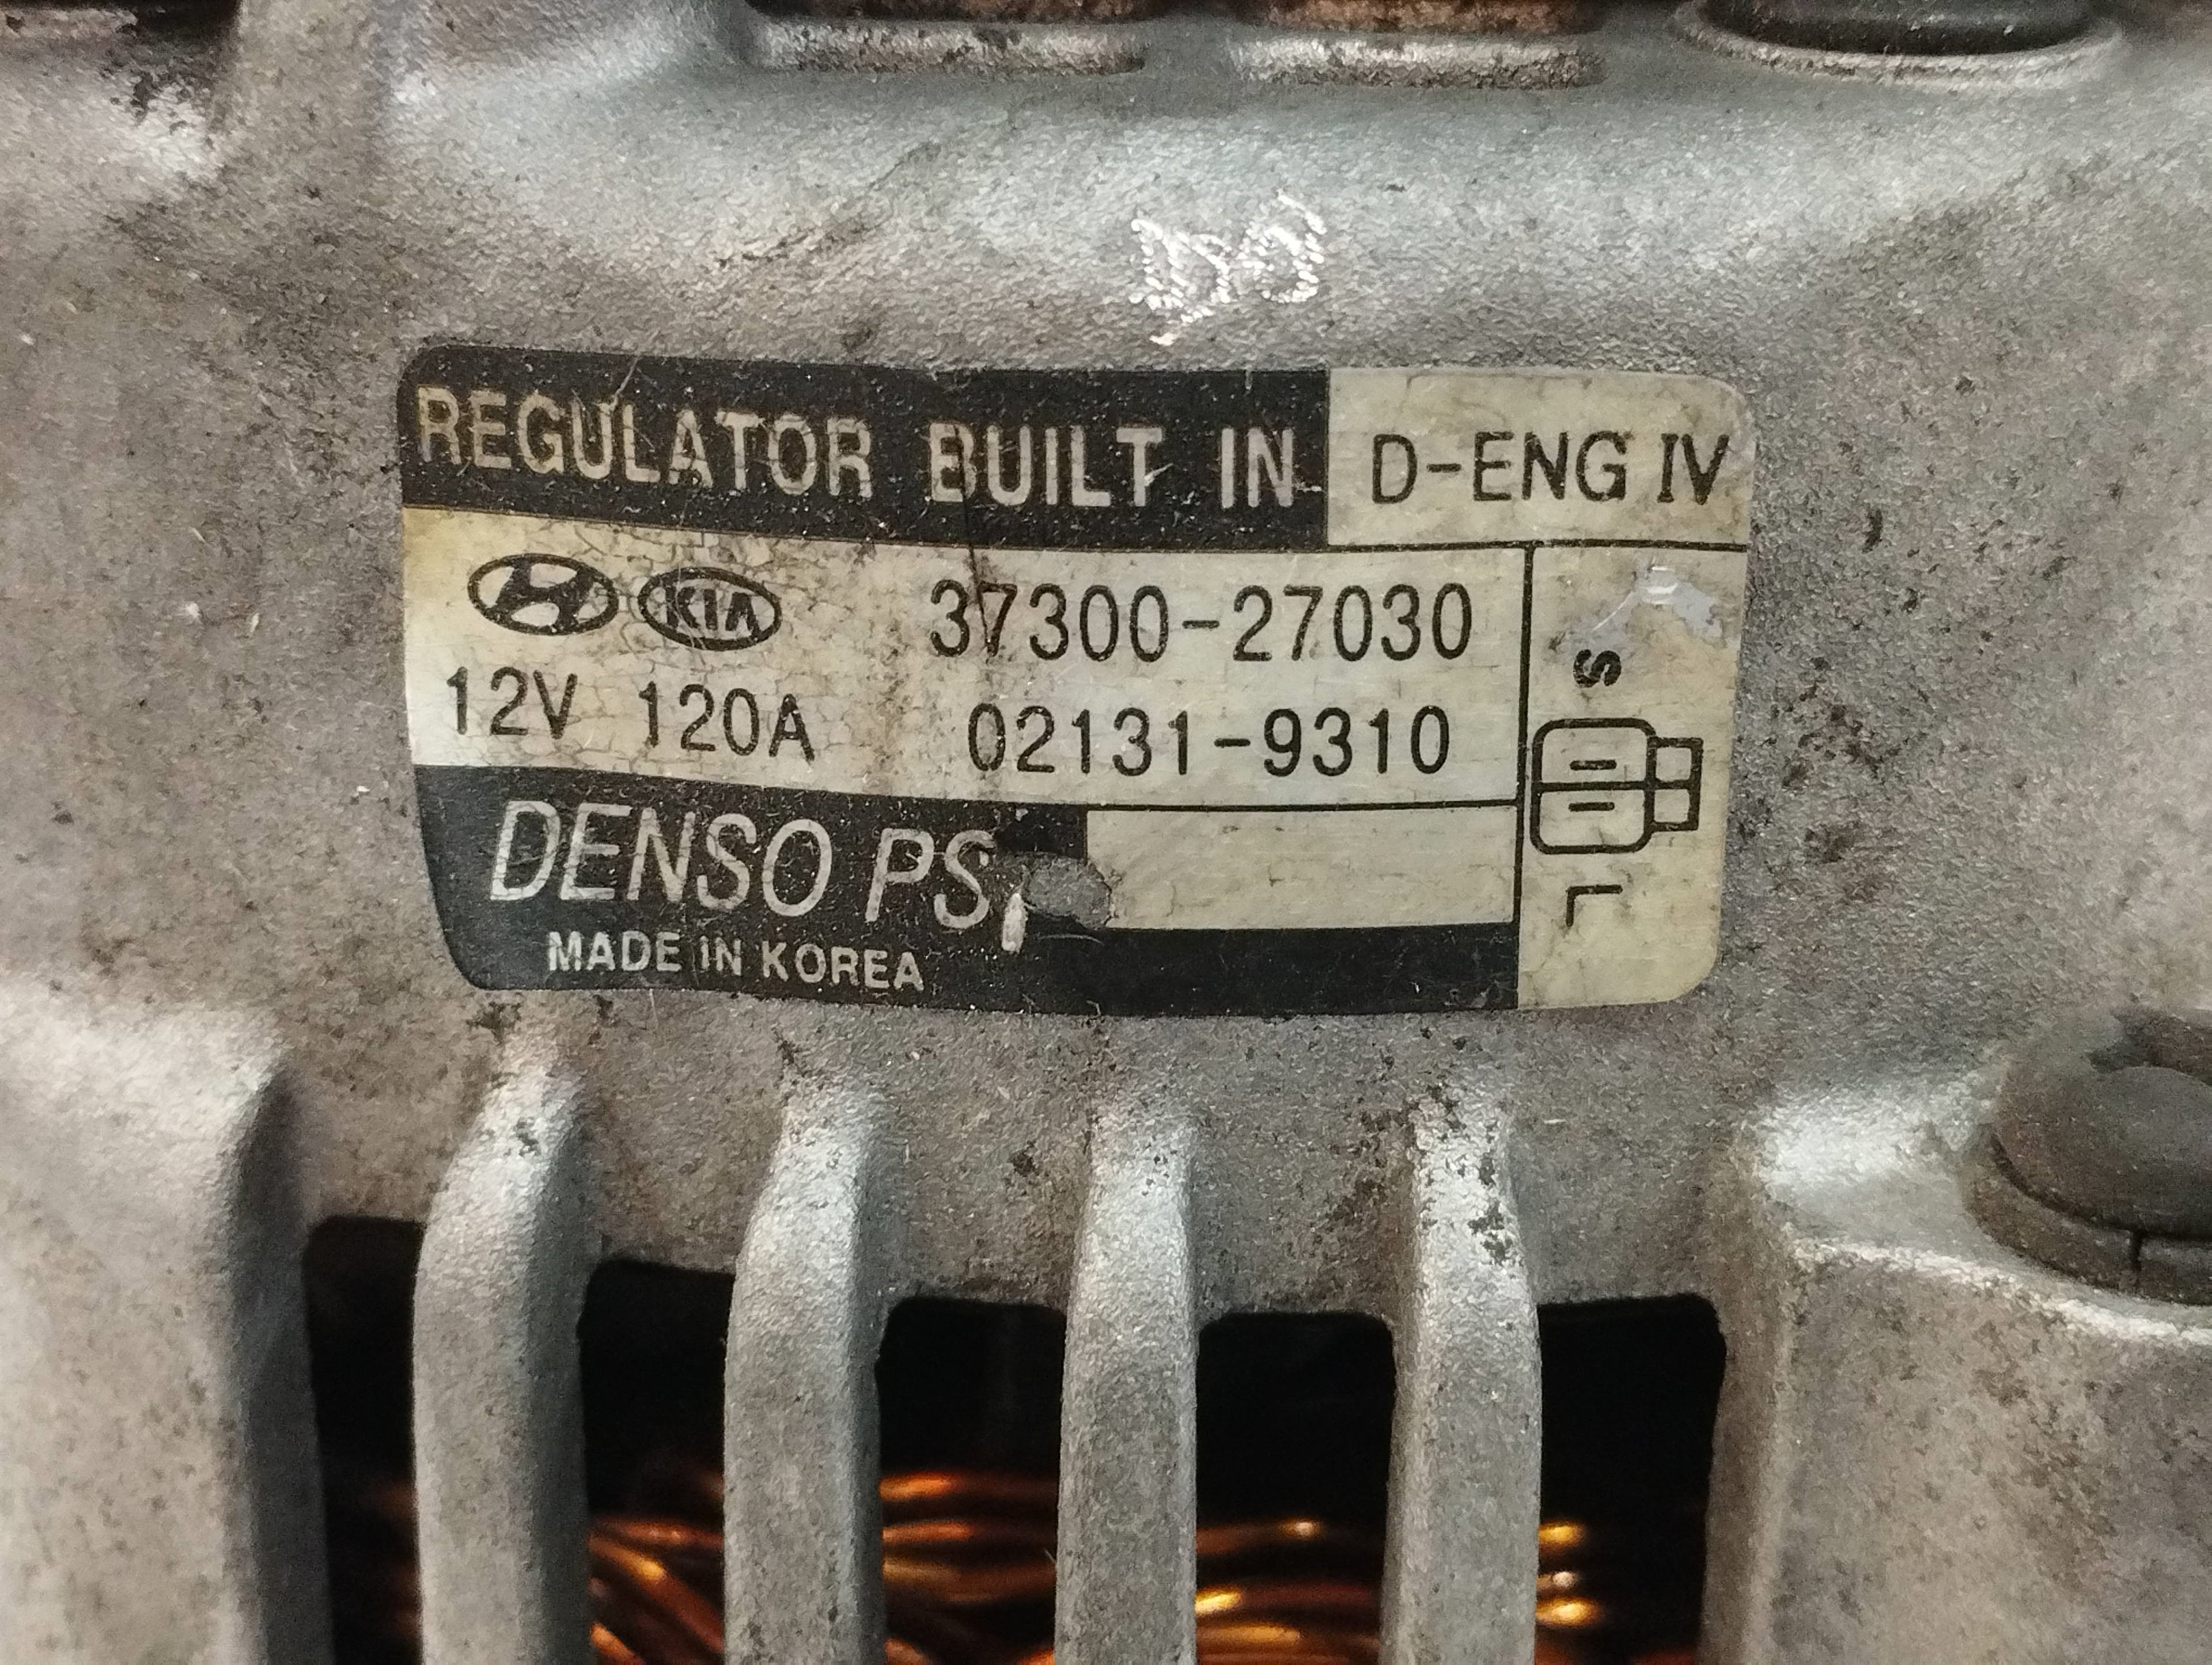 REGULATOR BUILT IN D-ENG IV
KIA 37300-27030
12V 120A 02131-9310
S
L
DENSO PS
MADE IN KOREA